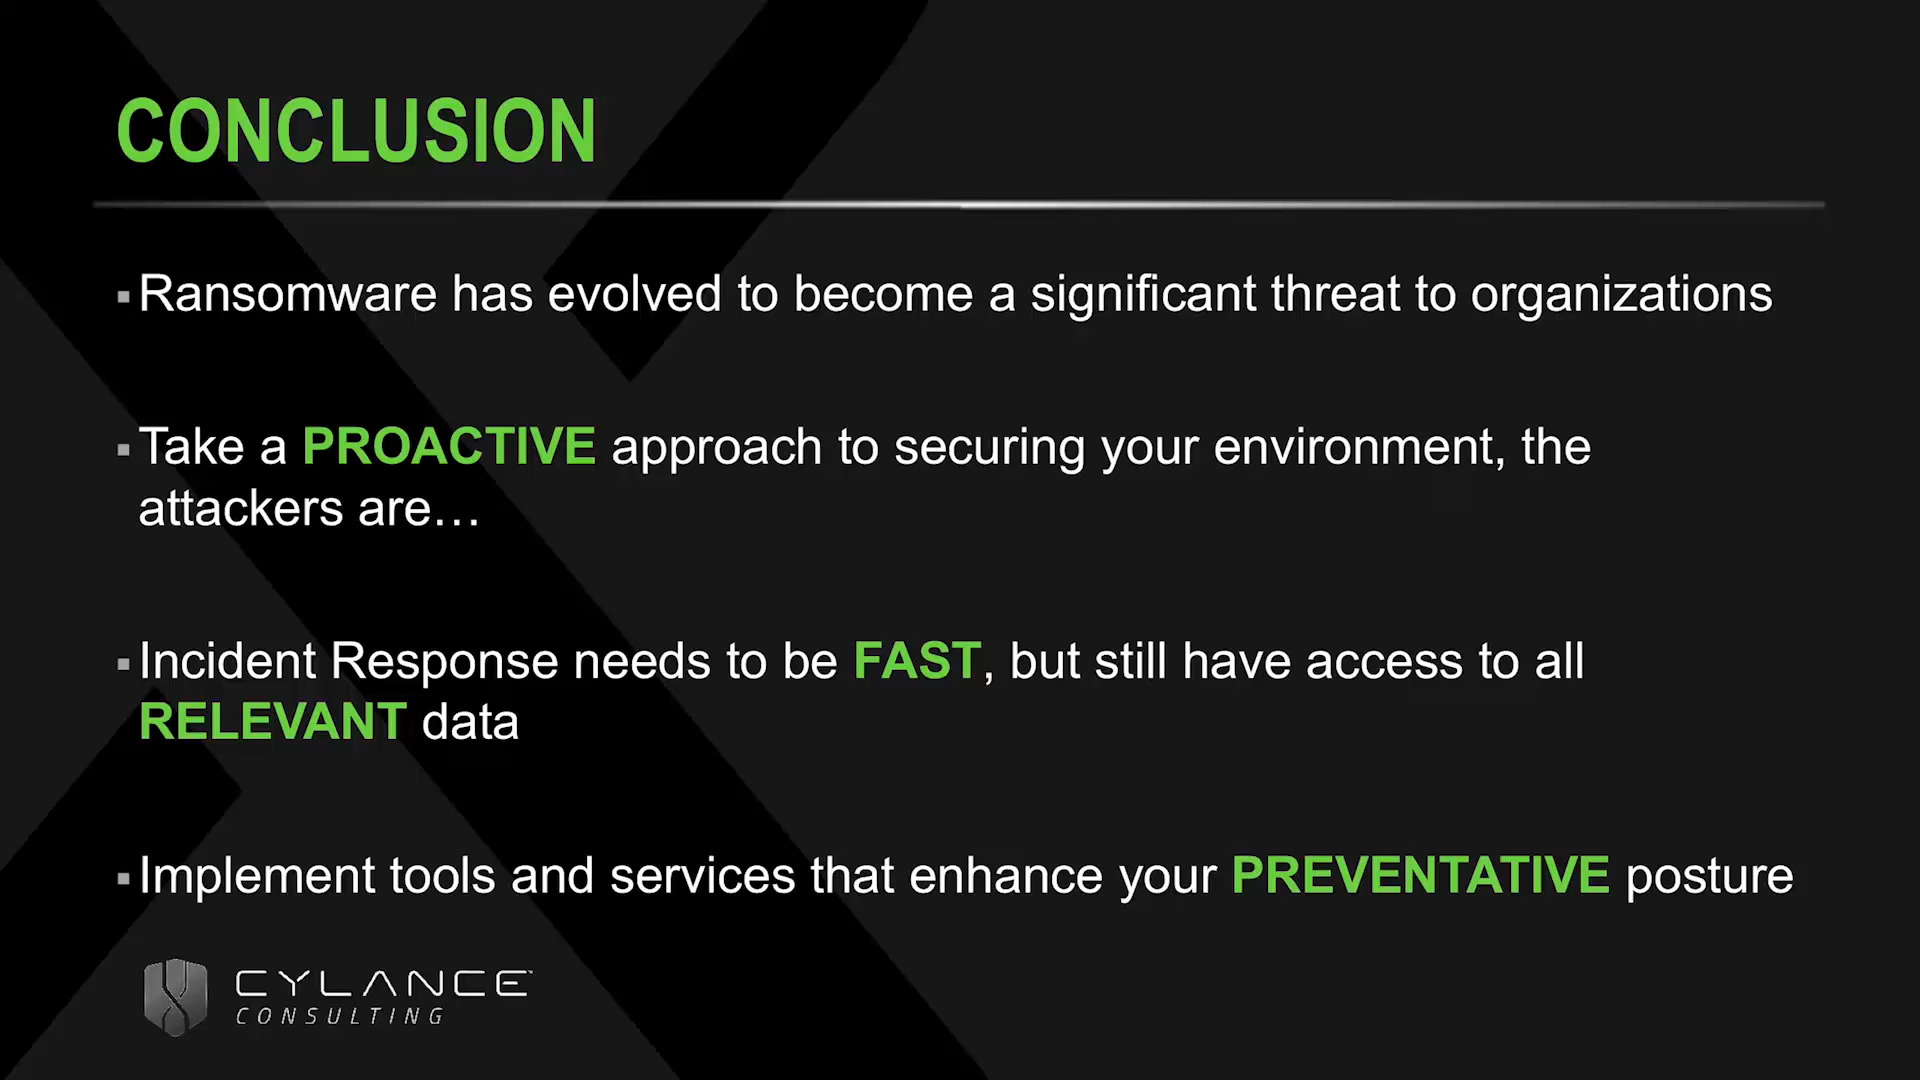 CONCLUSION
▪Ransomware has evolved to become a significant threat to organizations
▪Take a PROACTIVE approach to securing your environment, the
attackers are…
▪Incident Response needs to be FAST, but still have access to all
RELEVANT data
▪Implement tools and services that enhance your PREVENTATIVE posture
CYLANCE™
CONSULTING